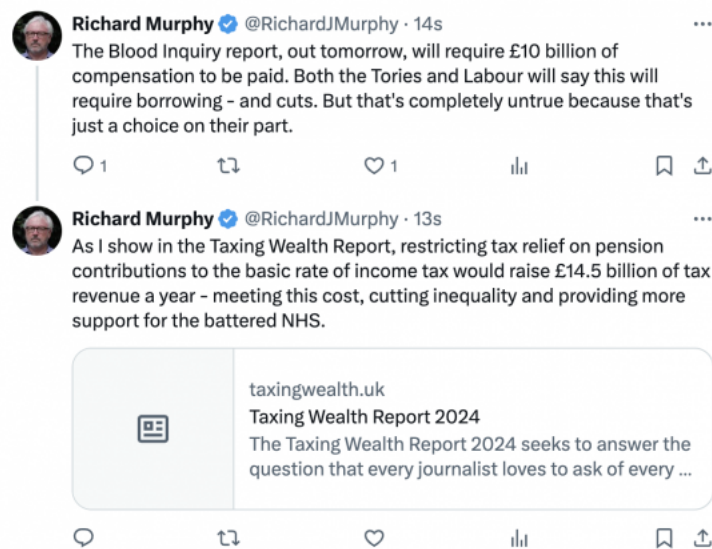 Richard Murphy @RichardJMurphy · 14s
The Blood Inquiry report, out tomorrow, will require £10 billion of
compensation to be paid. Both the Tories and Labour will say this will
require borrowing - and cuts. But that's completely untrue because that's
just a choice on their part.
1 1
Richard Murphy @RichardJMurphy · 13s
As I show in the Taxing Wealth Report, restricting tax relief on pension
contributions to the basic rate of income tax would raise £14.5 billion of tax
revenue a year - meeting this cost, cutting inequality and providing more
support for the battered NHS.
taxingwealth.uk
Taxing Wealth Report 2024
The Taxing Wealth Report 2024 seeks to answer the
question that every journalist loves to ask of every ...